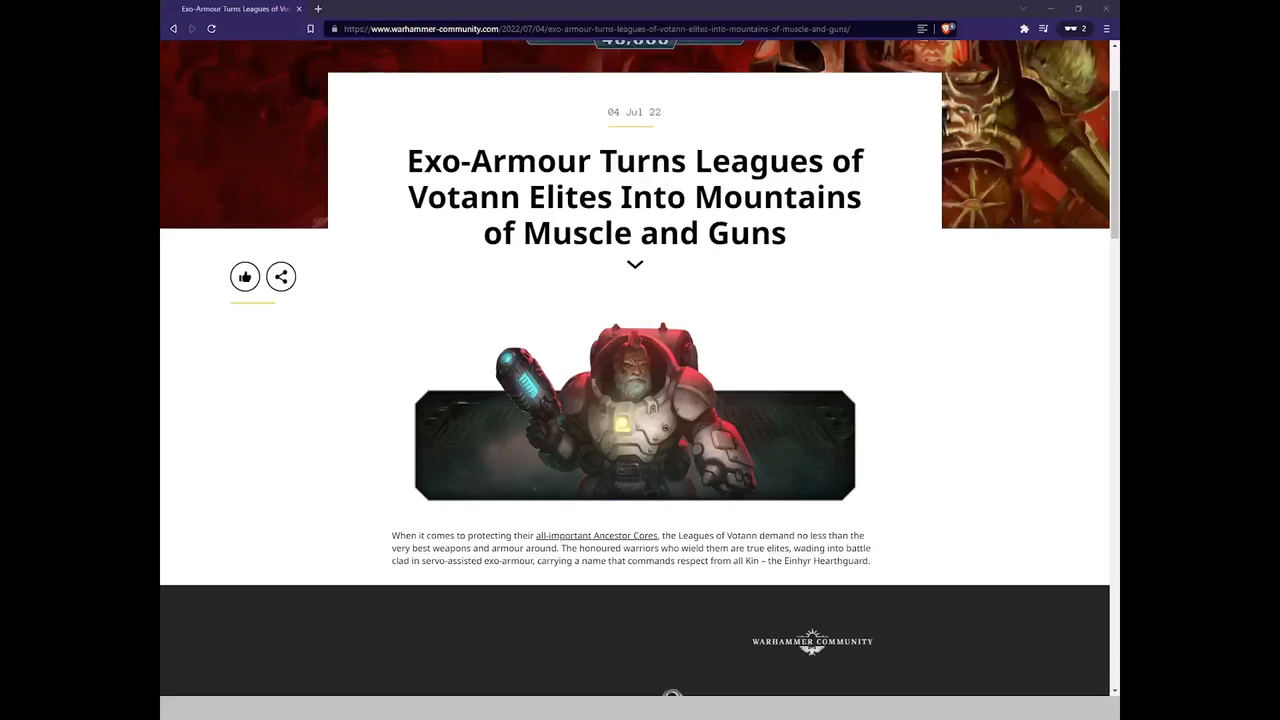 Exo-Armour Turns Leagues of Vot
https://www.warhammer-community.com/2022/07/04/exo-armour-turns-leagues-of-votann-elites-into-mountains-of-muscle-and-guns/
2
40,000
04 Jul 22
Exo-Armour Turns Leagues of
Votann Elites Into Mountains
of Muscle and Guns
When it comes to protecting their all-important Ancestor Cores, the Leagues of Votann demand no less than the
very best weapons and armour around. The honoured warriors who wield them are true elites, wading into battle
clad in servo-assisted exo-armour, carrying a name that commands respect from all Kin – the Einhyr Hearthguard.
WARHAMMER COMMUNITY